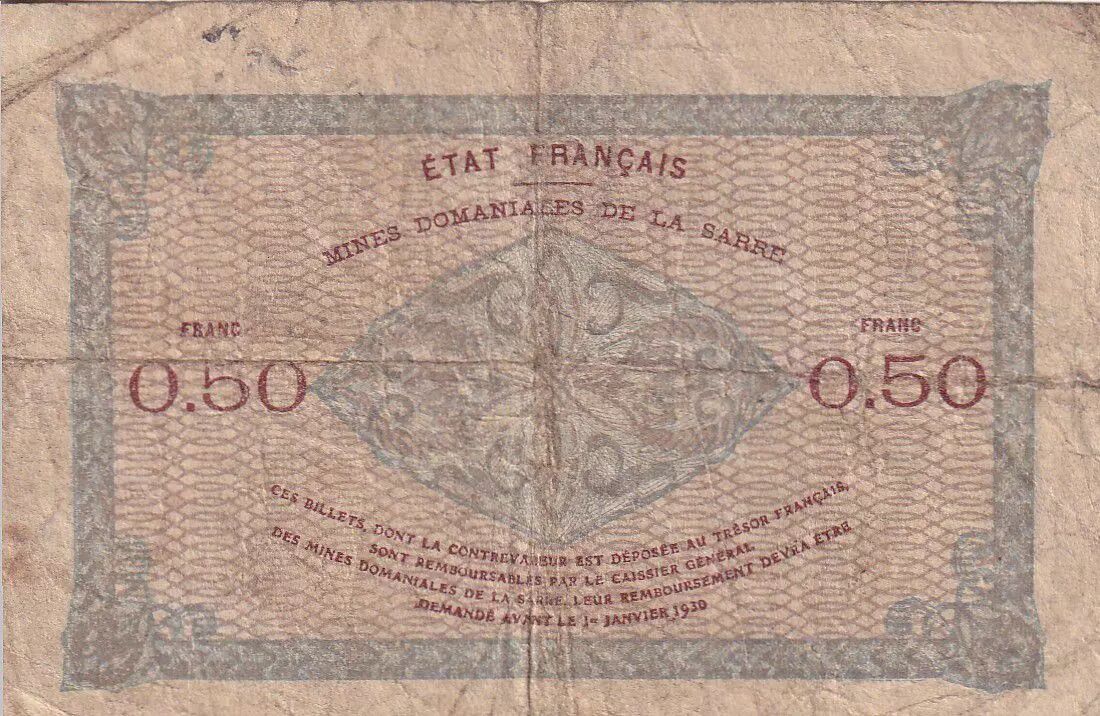 ÉTAT FRANÇAIS
MINES DOMANIALES DE LA SARRE
FRANC
0.50
FRANC
0.50
CES BILLETS, DONT LA CONTREVALEUR EST DÉPOSÉE AU TRÉSOR FRANÇAIS,
SONT REMBOURSABLES PAR LE CAISSIER GÉNÉRAL
DES MINES DOMANIALES DE LA SARRE. LEUR REMBOURSEMENT DEVRA ÊTRE
DEMANDÉ AVANT LE 1er JANVIER 1930